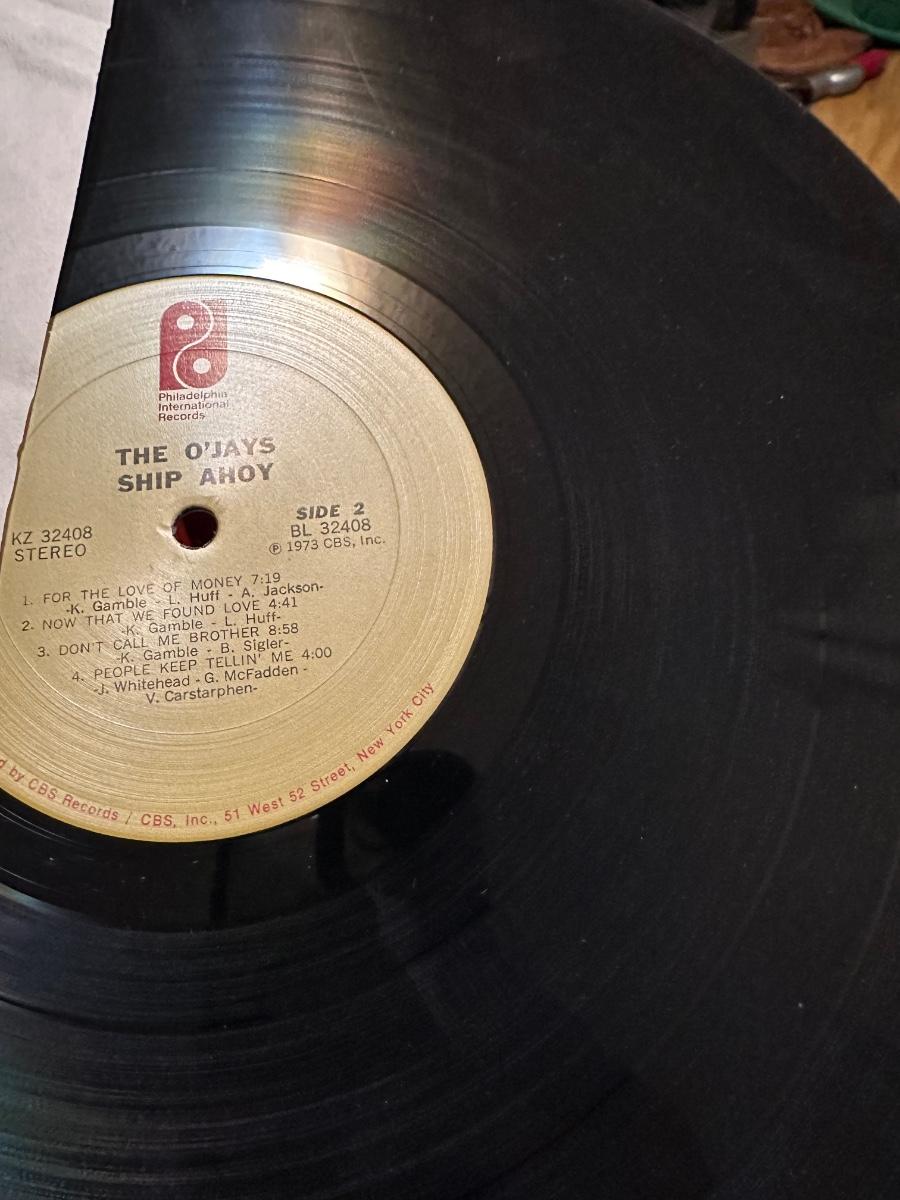 Philadelphia
International
Records
THE O'JAYS
SHIP AHOY
KZ 32408
STEREO
SIDE 2
BL 32408
℗ 1973 CBS, Inc.
1. FOR THE LOVE OF MONEY 7:19
-K. Gamble - L. Huff - A. Jackson-
2. NOW THAT WE FOUND LOVE 4:41
-K. Gamble - L. Huff-
3. DON'T CALL ME BROTHER 8:58
-K. Gamble - B. Sigler-
4. PEOPLE KEEP TELLIN' ME 4:00
-J. Whitehead - G. McFadden -
V. Carstarphen-
by CBS Records / CBS, Inc., 51 West 52 Street, New York City